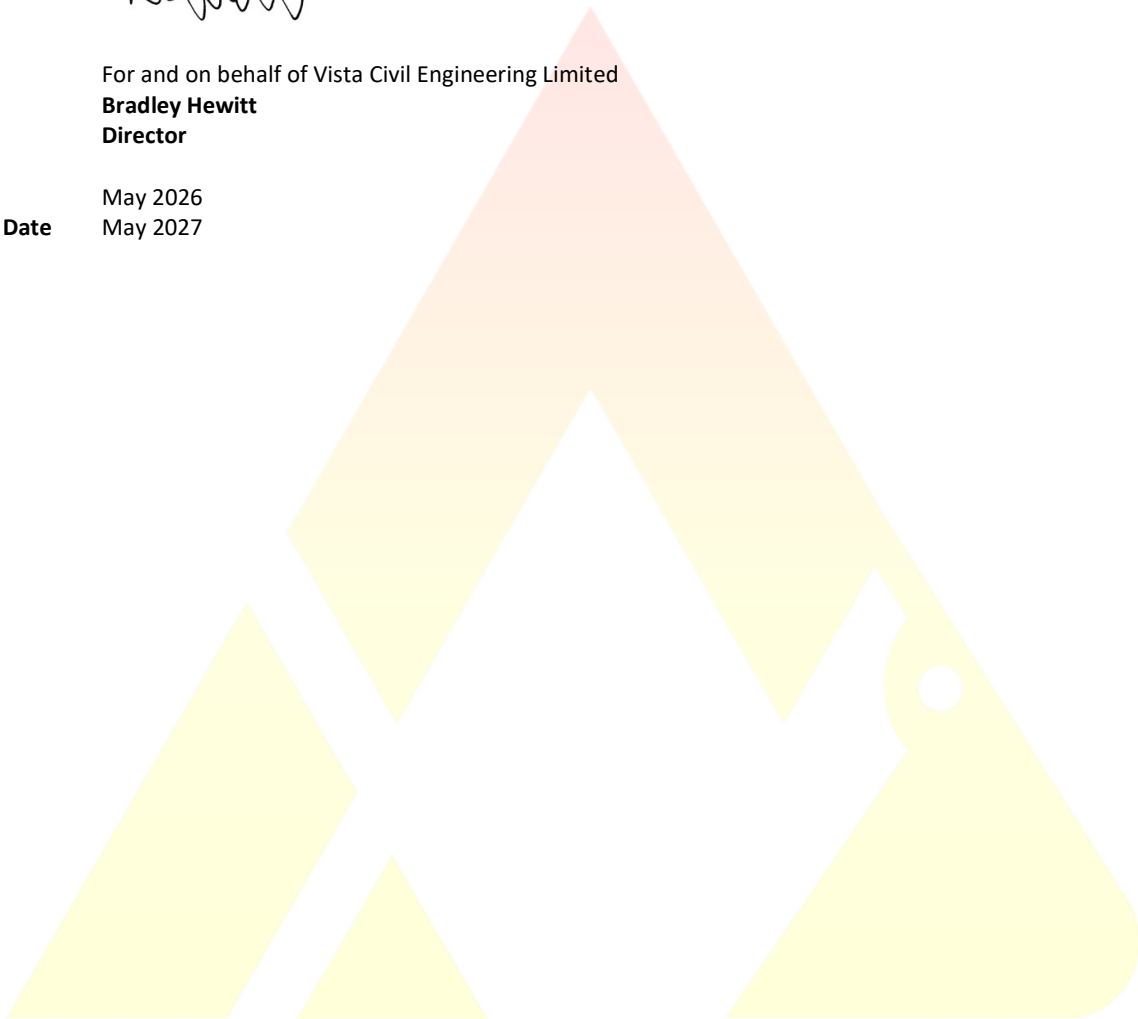 For and on behalf of Vista Civil Engineering Limited
Bradley Hewitt
Director
May 2026
Date May 2027